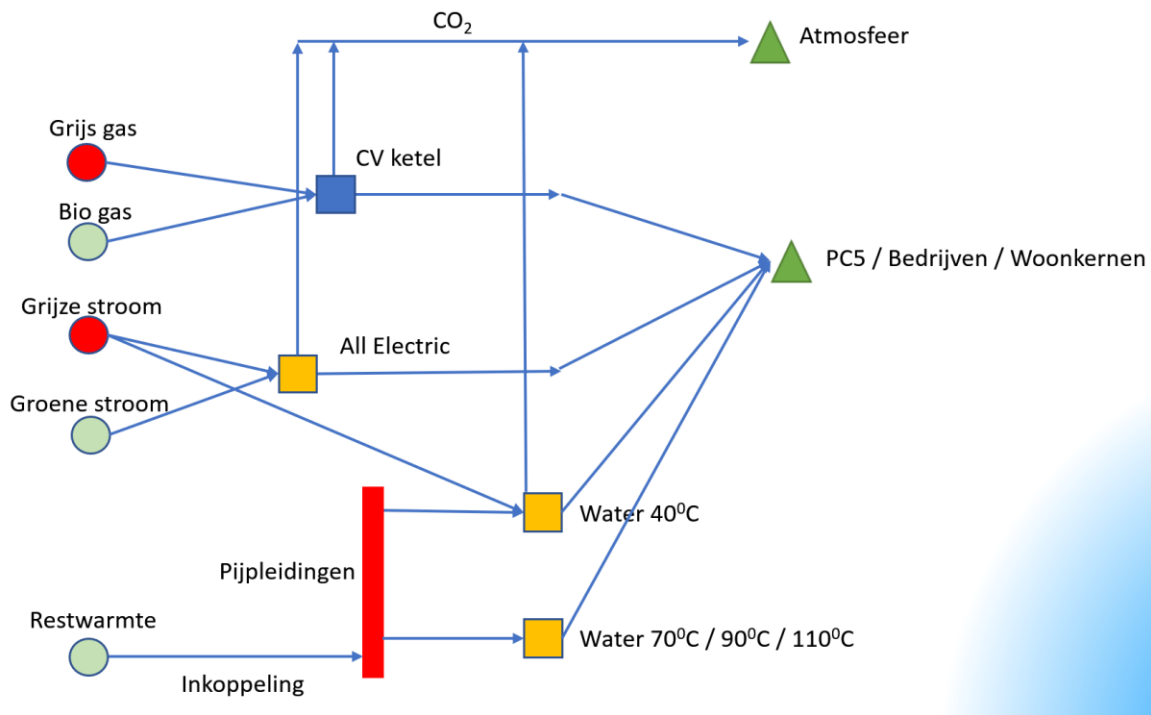 CO₂
Atmosfeer
Grijs gas
CV ketel
Bio gas
PC5 / Bedrijven / Woonkernen
Grijze stroom
All Electric
Groene stroom
Water 40⁰C
Pijpleidingen
Restwarmte
Water 70⁰C / 90⁰C / 110⁰C
Inkoppeling